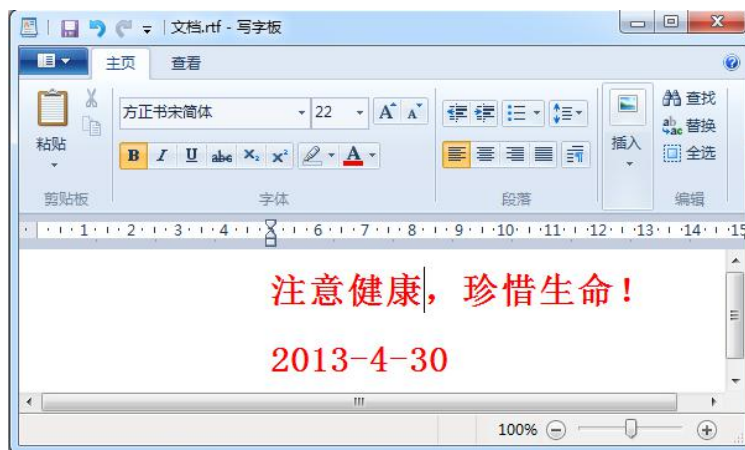 文档.rtf - 写字板
主页 查看
方正书宋简体 22 A A 查找
粘贴 B I U abc X₂ X² A 插入 替换
全选
剪贴板 字体 段落 编辑
1 2 3 4 6 7 8 9 10 11 12 13 14 15
注意健康，珍惜生命！
2013-4-30
100%